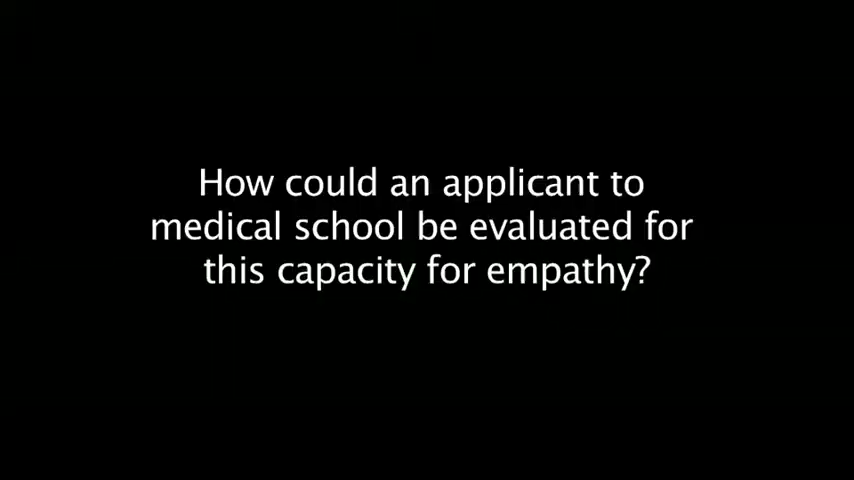 How could an applicant to
medical school be evaluated for
this capacity for empathy?